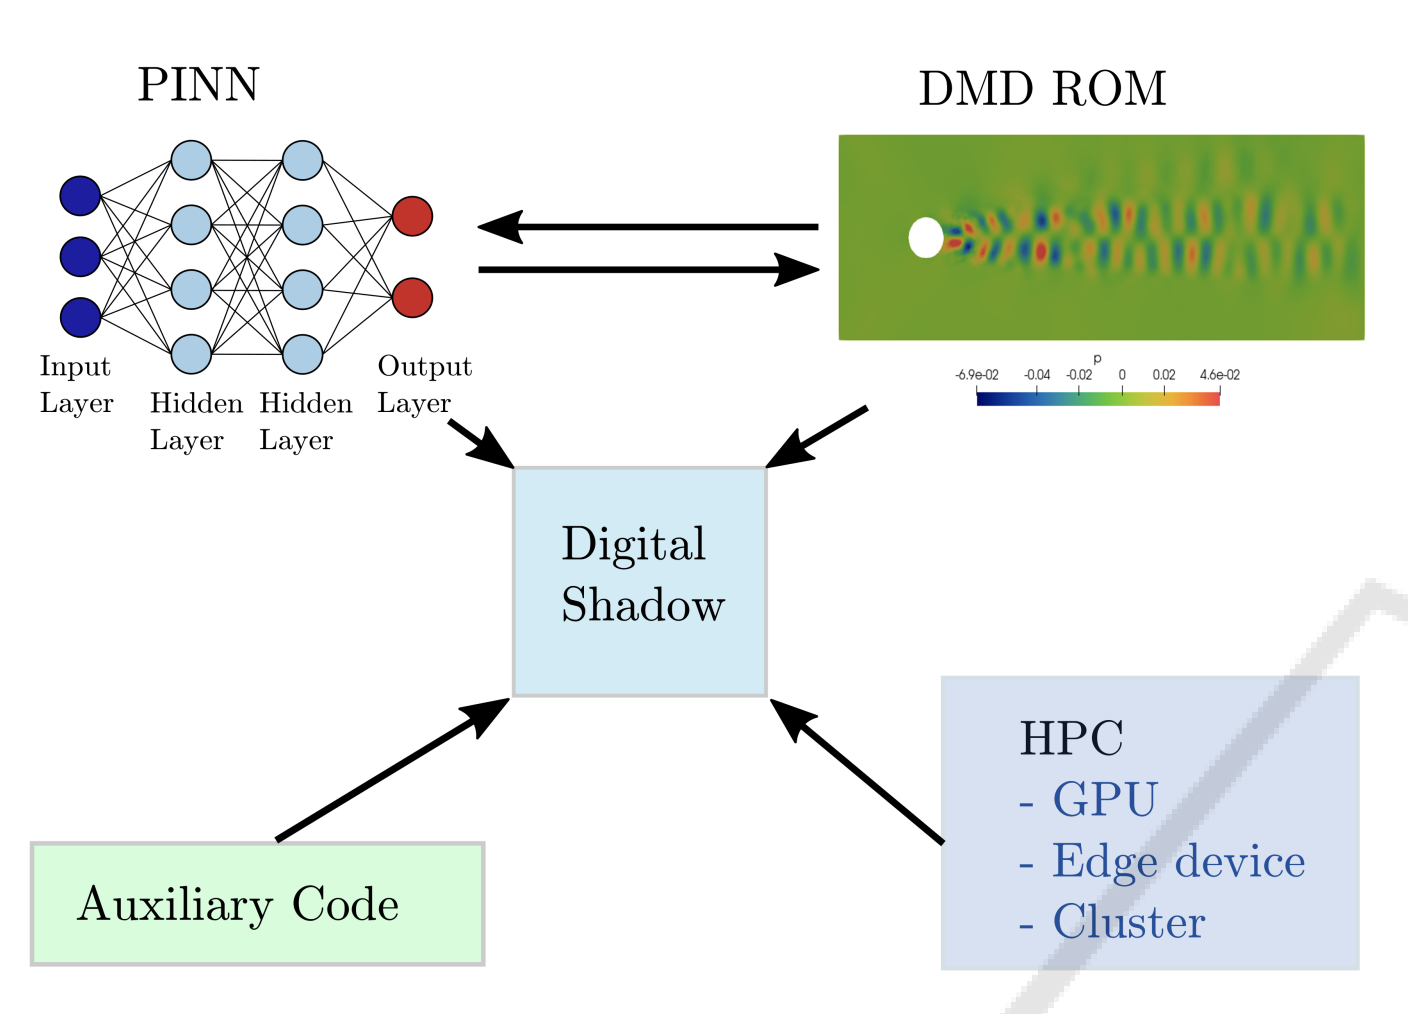 PINN
DMD ROM
Input
Layer
Hidden
Layer
Hidden
Layer
Output
Layer
p
-6.9e-02 -0.04 -0.02 0 0.02 4.6e-02
Digital
Shadow
HPC
- GPU
- Edge device
- Cluster
Auxiliary Code